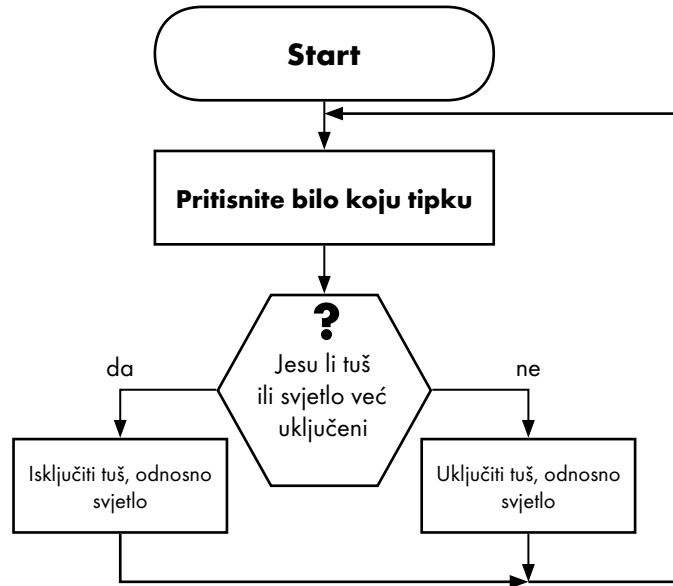 Start
Pritisnite bilo koju tipku
?
Jesu li tuš
ili svjetlo već
uključeni
da
ne
Isključiti tuš, odnosno
svjetlo
Uključiti tuš, odnosno
svjetlo